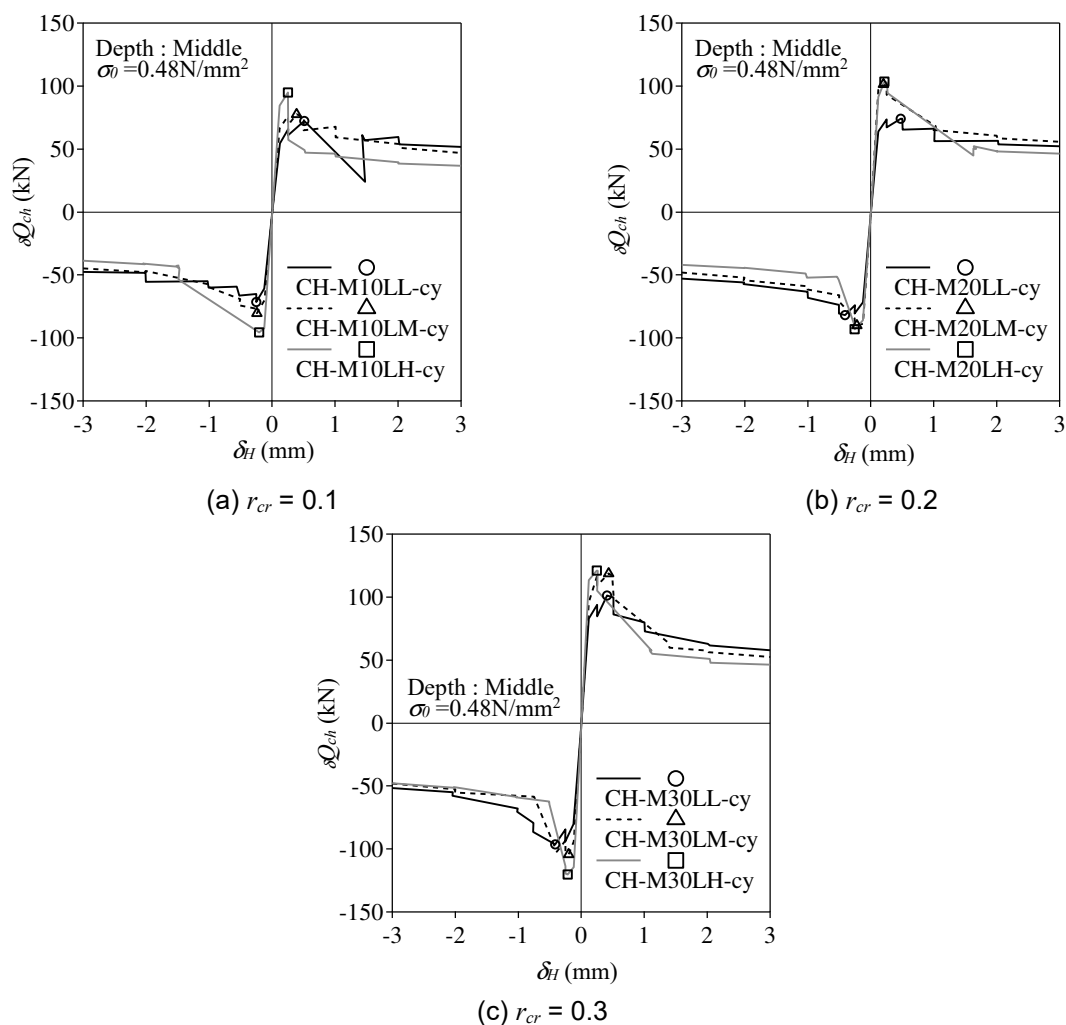 150
100
50
0
-50
-100
-150
δQch (kN)
Depth : Middle
σ0 =0.48N/mm²
CH-M10LL-cy
CH-M10LM-cy
CH-M10LH-cy
-3 -2 -1 0 1 2 3
δH (mm)
(a) rcr = 0.1
150
100
50
0
-50
-100
-150
δQch (kN)
Depth : Middle
σ0 =0.48N/mm²
CH-M20LL-cy
CH-M20LM-cy
CH-M20LH-cy
-3 -2 -1 0 1 2 3
δH (mm)
(b) rcr = 0.2
150
100
50
0
-50
-100
-150
δQch (kN)
Depth : Middle
σ0 =0.48N/mm²
CH-M30LL-cy
CH-M30LM-cy
CH-M30LH-cy
-3 -2 -1 0 1 2 3
δH (mm)
(c) rcr = 0.3